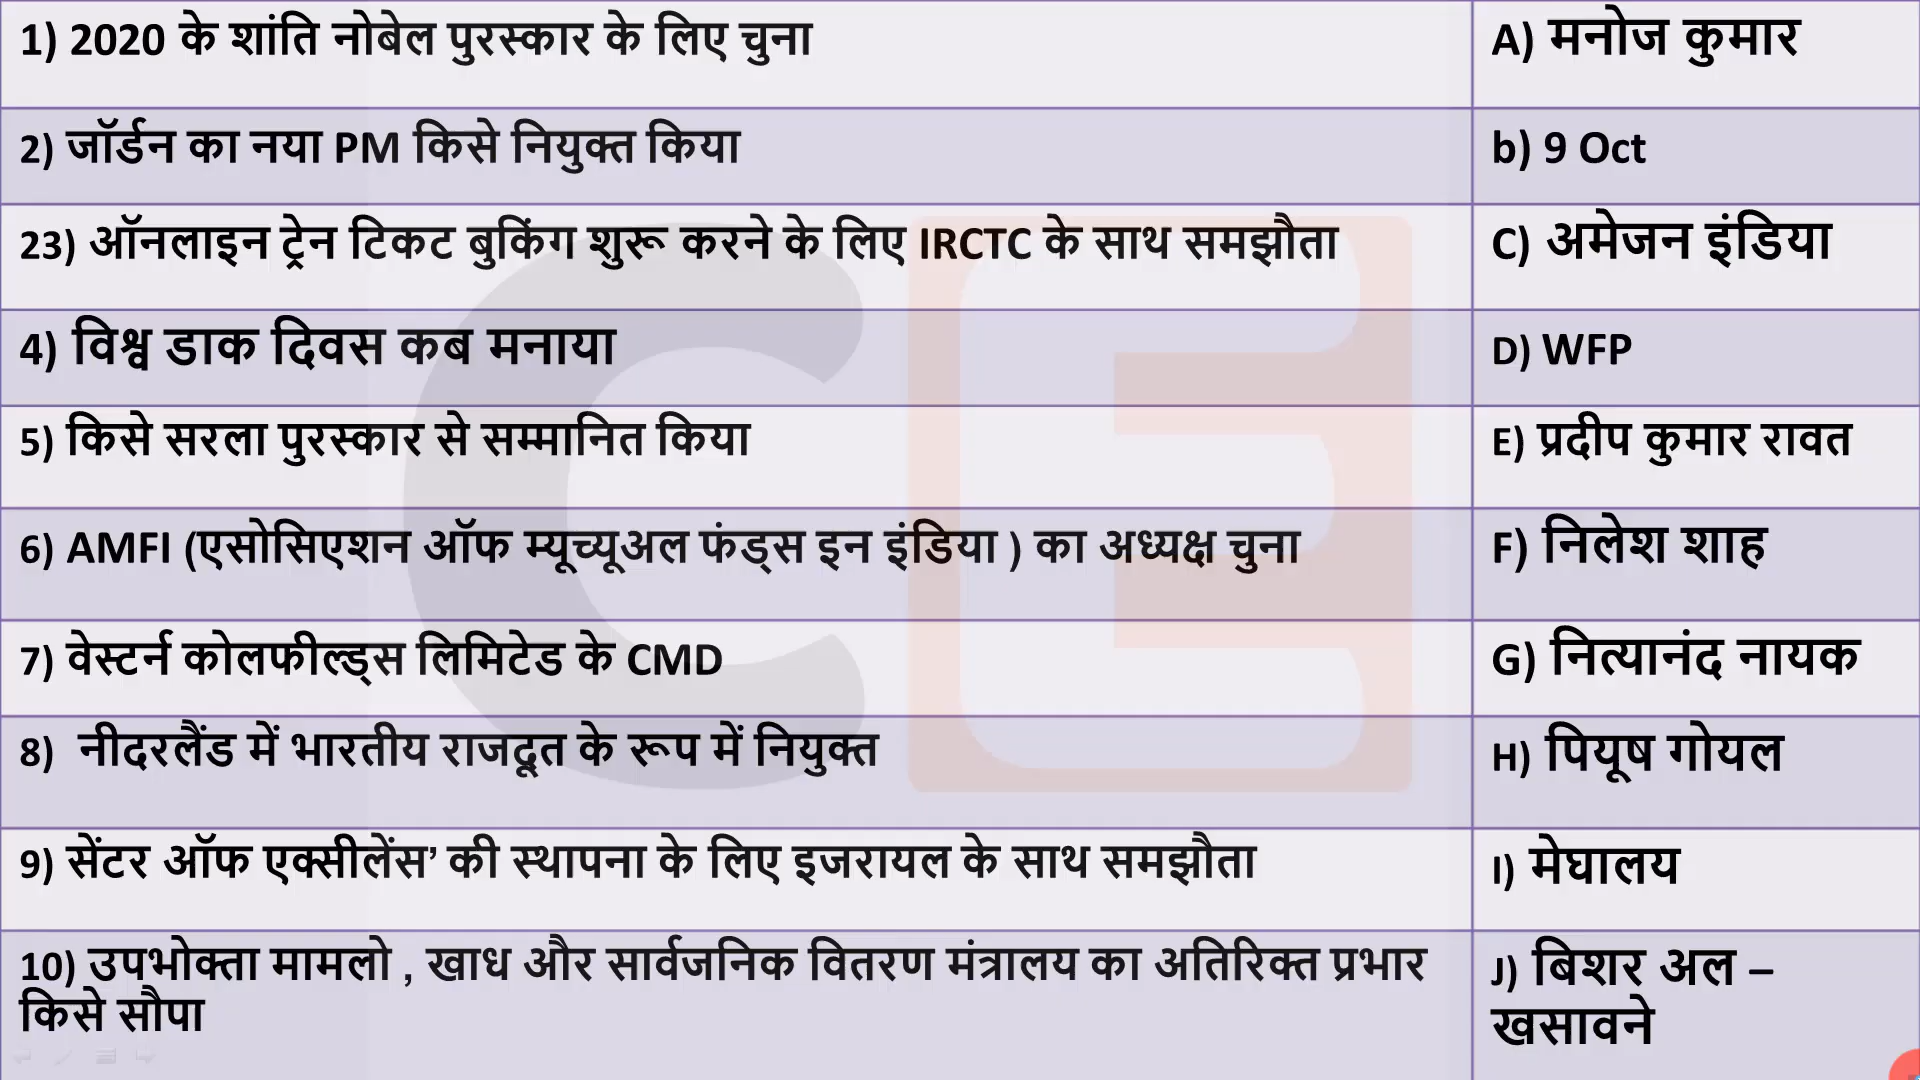 1) 2020 के शांति नोबेल पुरस्कार के लिए चुना
A) मनोज कुमार
2) जॉर्डन का नया PM किसे नियुक्त किया
b) 9 Oct
23) ऑनलाइन ट्रेन टिकट बुकिंग शुरू करने के लिए IRCTC के साथ समझौता
C) अमेजन इंडिया
4) विश्व डाक दिवस कब मनाया
D) WFP
5) किसे सरला पुरस्कार से सम्मानित किया
E) प्रदीप कुमार रावत
6) AMFI (एसोसिएशन ऑफ म्यूच्यूअल फंड्स इन इंडिया ) का अध्यक्ष चुना
F) निलेश शाह
7) वेस्टर्न कोलफील्ड्स लिमिटेड के CMD
G) नित्यानंद नायक
8) नीदरलैंड में भारतीय राजदूत के रूप में नियुक्त
H) पियूष गोयल
9) सेंटर ऑफ एक्सीलेंस’ की स्थापना के लिए इजरायल के साथ समझौता
I) मेघालय
10) उपभोक्ता मामलो , खाध और सार्वजनिक वितरण मंत्रालय का अतिरिक्त प्रभार
किसे सौपा
J) बिशर अल –
खसावने
CE